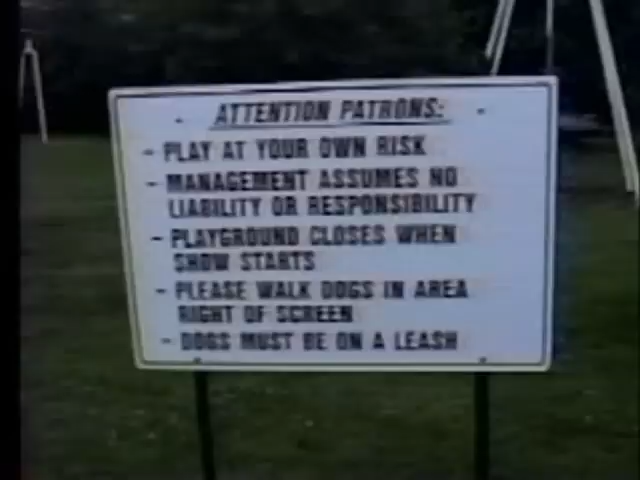 ATTENTION PATRONS:
- PLAY AT YOUR OWN RISK
- MANAGEMENT ASSUMES NO
LIABILITY OR RESPONSIBILITY
- PLAYGROUND CLOSES WHEN
SHOW STARTS
- PLEASE WALK DOGS IN AREA
RIGHT OF SCREEN
- DOGS MUST BE ON A LEASH